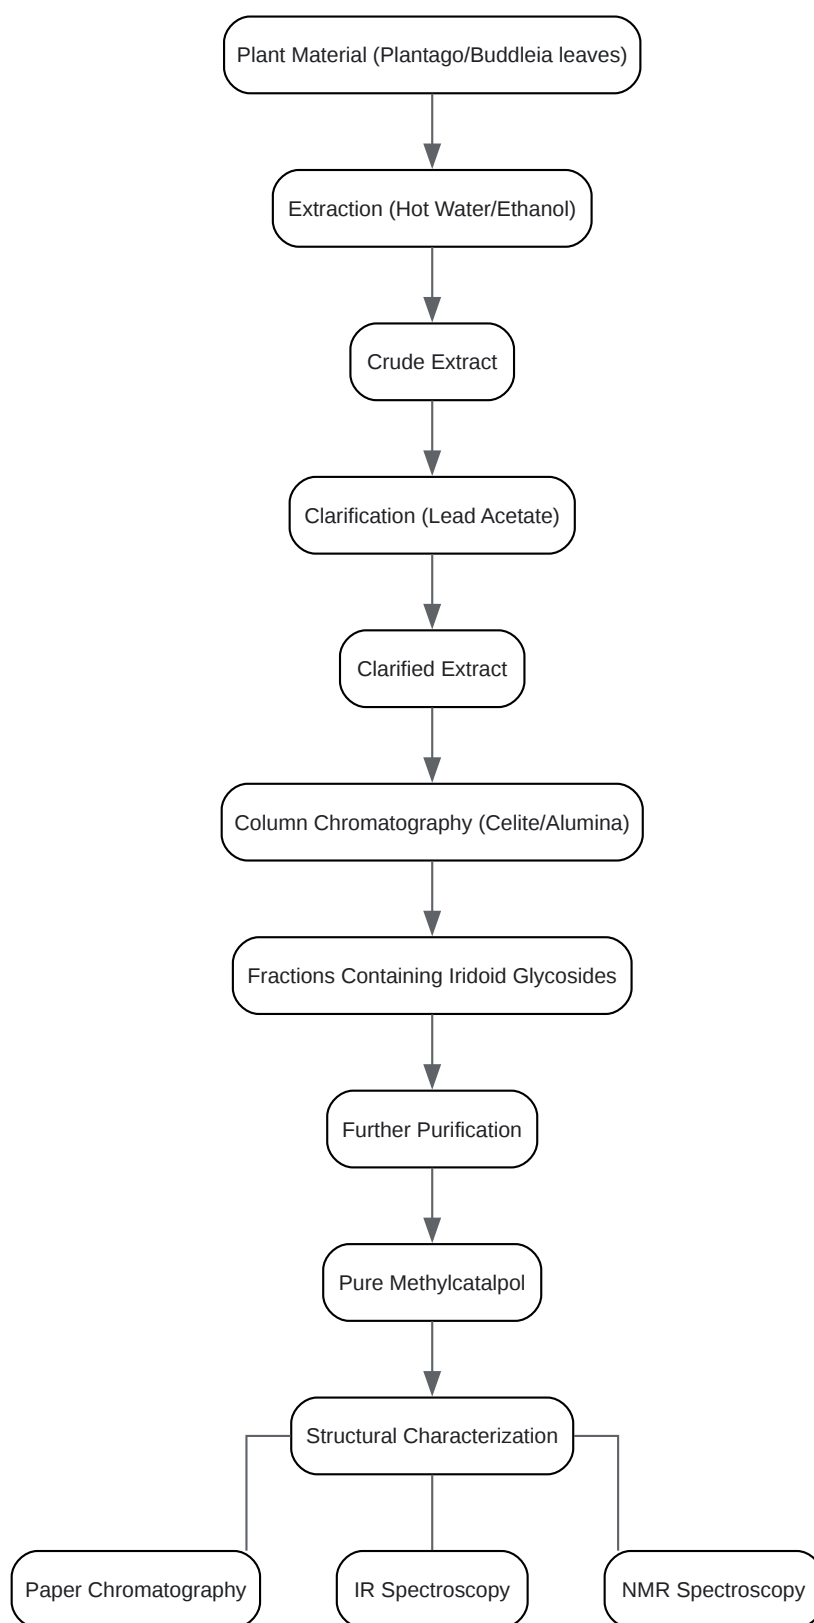 Plant Material (Plantago/Buddleia leaves)
Extraction (Hot Water/Ethanol)
Crude Extract
Clarification (Lead Acetate)
Clarified Extract
Column Chromatography (Celite/Alumina)
Fractions Containing Iridoid Glycosides
Further Purification
Pure Methylcatalpol
Structural Characterization
Paper Chromatography
IR Spectroscopy
NMR Spectroscopy